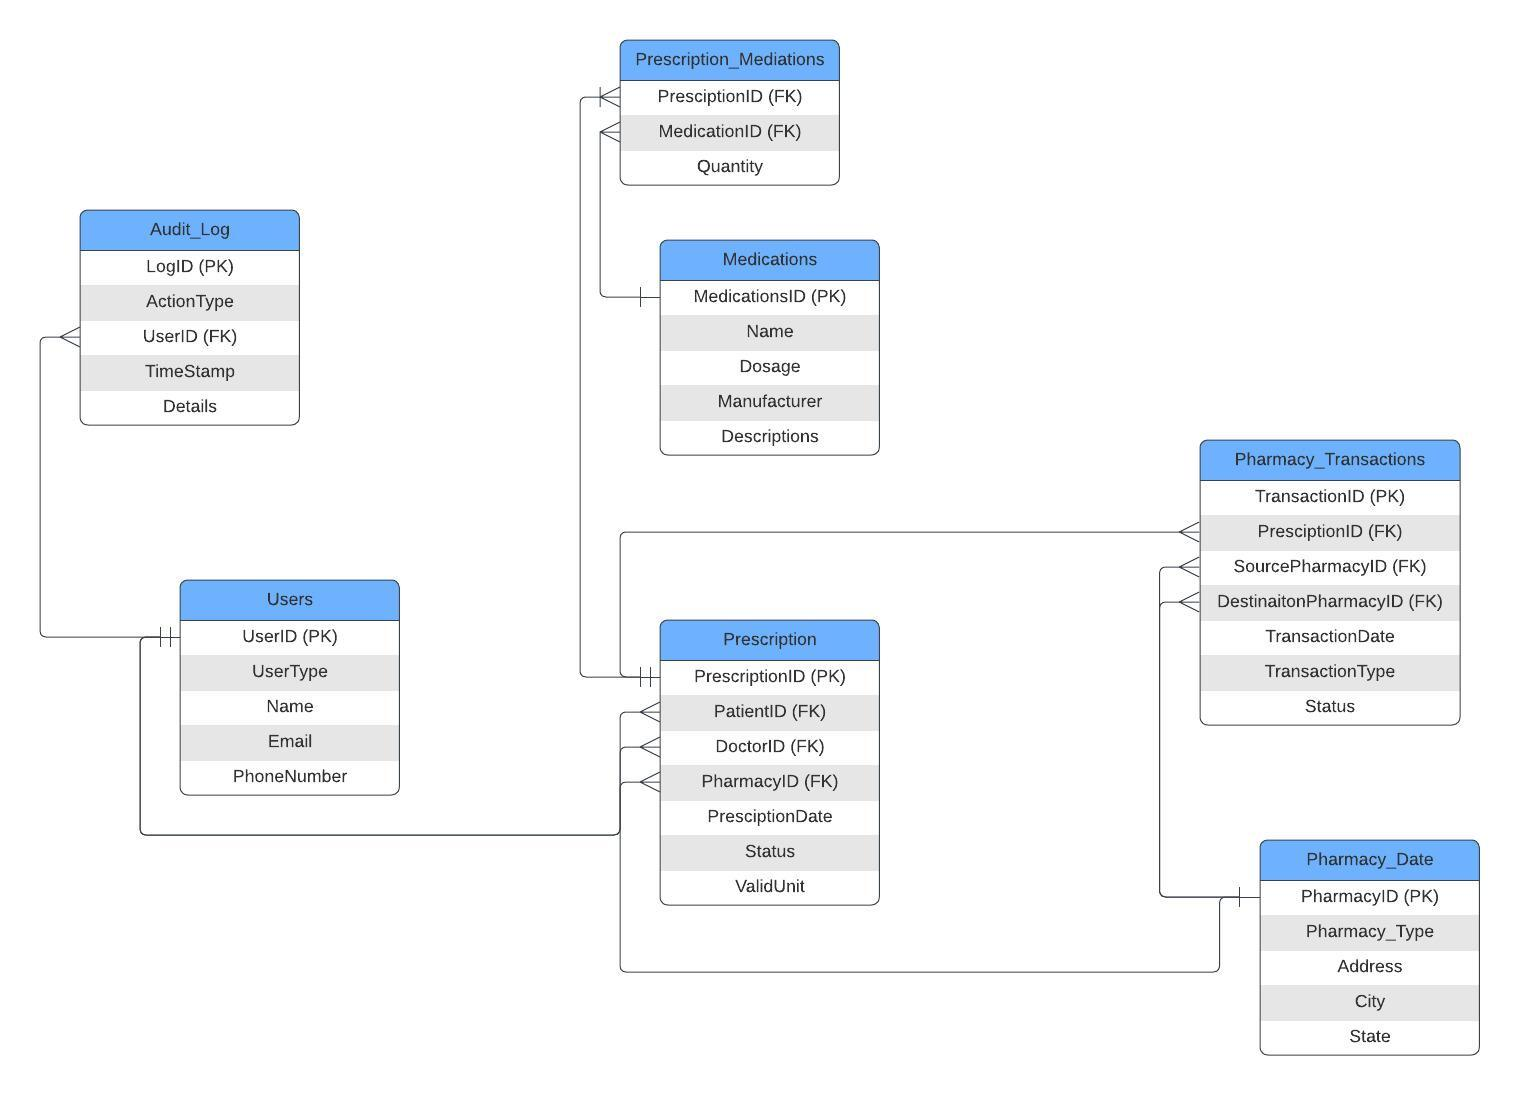 Prescription_Mediations
PresciptionID (FK)
MedicationID (FK)
Quantity
Audit_Log
LogID (PK)
ActionType
UserID (FK)
TimeStamp
Details
Medications
MedicationsID (PK)
Name
Dosage
Manufacturer
Descriptions
Pharmacy_Transactions
TransactionID (PK)
PresciptionID (FK)
SourcePharmacyID (FK)
DestinaitonPharmacyID (FK)
TransactionDate
TransactionType
Status
Users
UserID (PK)
UserType
Name
Email
PhoneNumber
Prescription
PrescriptionID (PK)
PatientID (FK)
DoctorID (FK)
PharmacyID (FK)
PresciptionDate
Status
ValidUnit
Pharmacy_Date
PharmacyID (PK)
Pharmacy_Type
Address
City
State